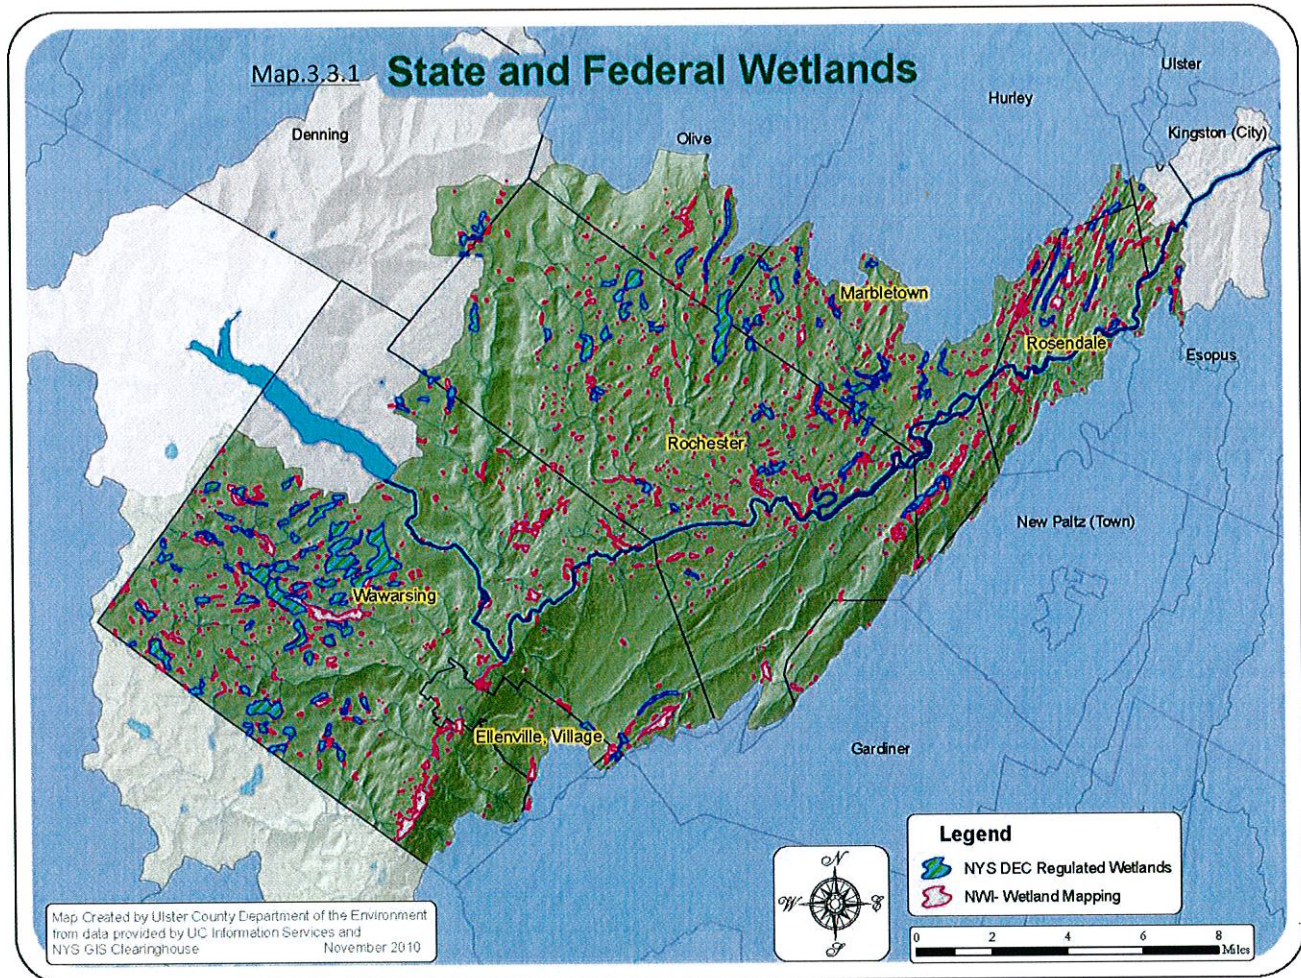 Map.3.3.1 State and Federal Wetlands
Ulster
Hurley
Kingston (City)
Denning
Olive
Marbletown
Rosendale
Esopus
Rochester
New Paltz (Town)
Wawarsing
Ellenville, Village
Gardiner
Legend
NYS DEC Regulated Wetlands
NWI- Wetland Mapping
N
W E
S
0 2 4 6 8
Miles
Map Created by Ulster County Department of the Environment
from data provided by UC Information Services and
NYS GIS Clearinghouse November 2010